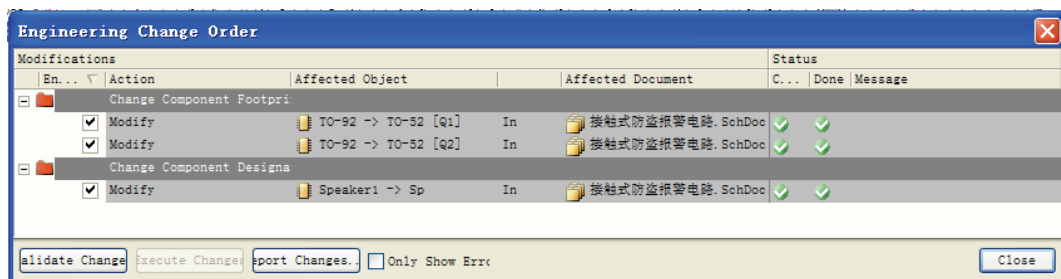 Engineering Change Order
Modifications Status
En... Action Affected Object Affected Document C... Done Message
Change Component Footpri
Modify TO-92 -> TO-52 [Q1] In 接触式防盗报警电路.SchDoc
Modify TO-92 -> TO-52 [Q2] In 接触式防盗报警电路.SchDoc
Change Component Designa
Modify Speaker1 -> Sp In 接触式防盗报警电路.SchDoc
alidate Change Execute Changes eport Changes.. Only Show Erro Close